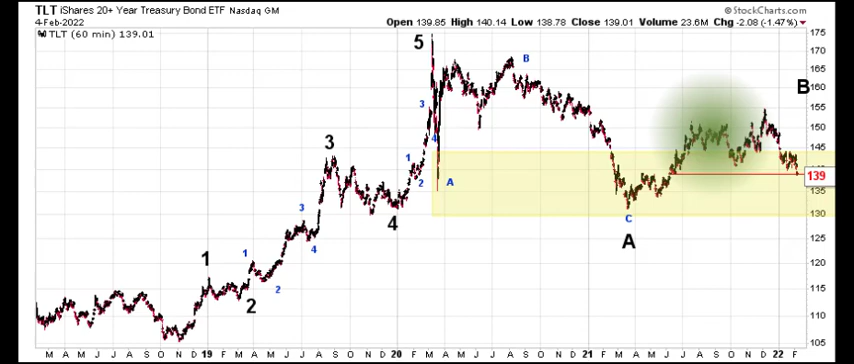 TLT iShares 20+ Year Treasury Bond ETF Nasdaq GM
© StockCharts.com
4-Feb-2022
Open 139.85 High 140.14 Low 138.78 Close 139.01 Volume 23.6M Chg -2.08 (-1.47%)
TLT (60 min) 139.01
175
170
165
160
155
150
145
139
135
130
125
120
115
110
105
5
B
B
3
4
3
1
2
A
4
C
A
3
4
1
1
2
2
M A M J J A S O N D 19 F M A M J J A S O N D 20 F M A M J J A S O N D 21 F M A M J J A S O N D 22 F